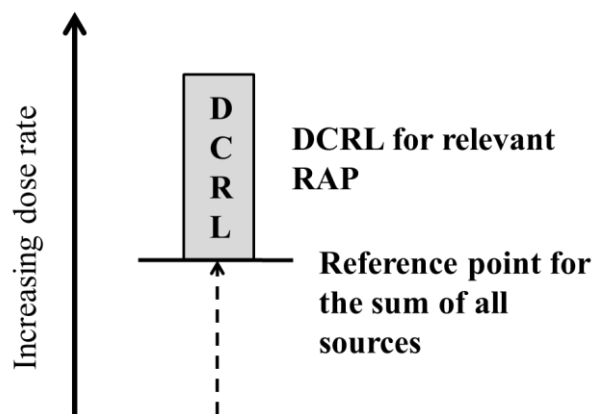 Increasing dose rate
D
C
R
L
DCRL for relevant
RAP
Reference point for
the sum of all
sources